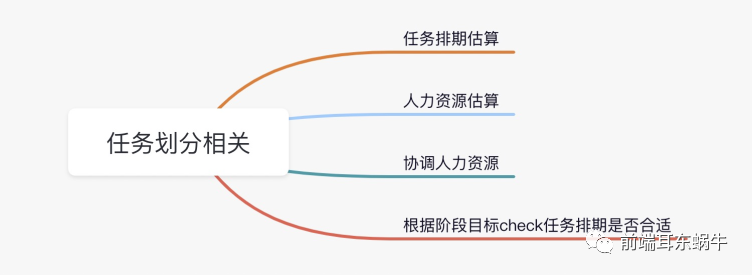 任务排期估算
人力资源估算
任务划分相关
协调人力资源
根据阶段目标check任务排期是否合适
前端耳东蜗牛